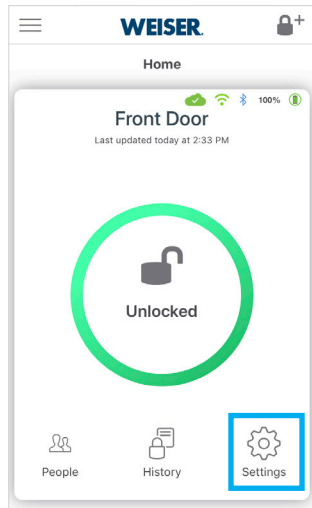 WEISER
Home
100%
Front Door
Last updated today at 2:33 PM
Unlocked
People
History
Settings